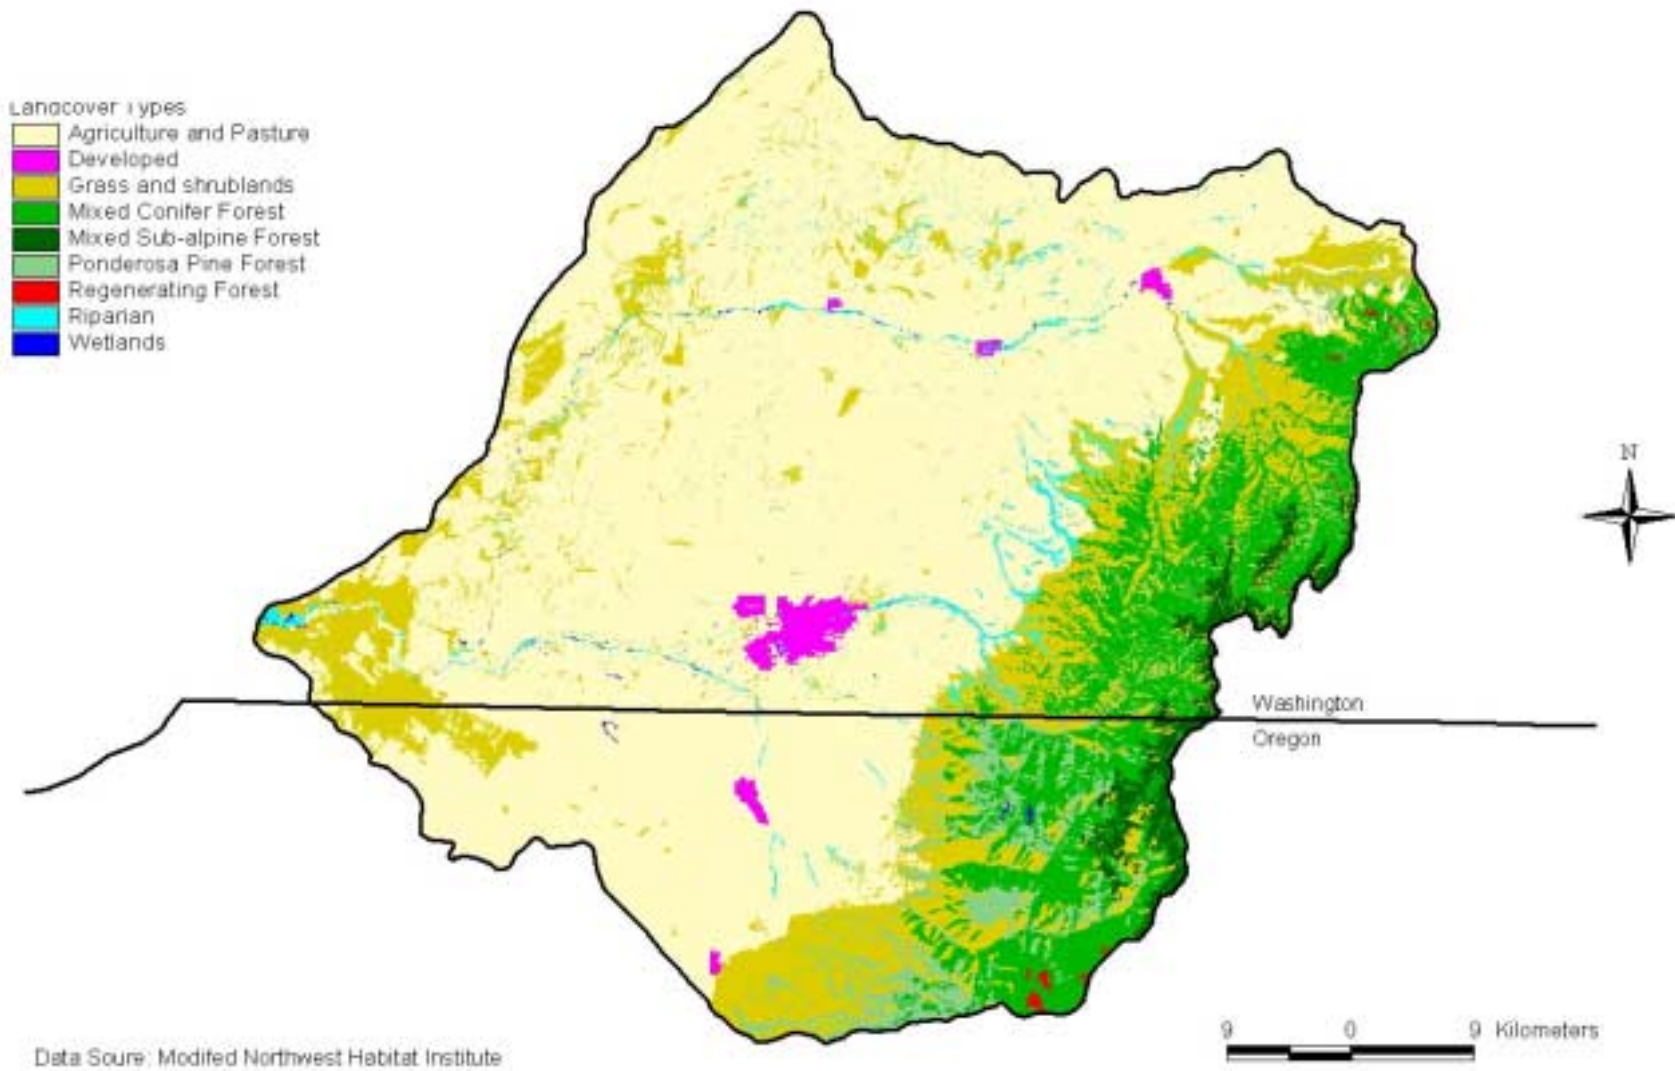 Landcover Types
Agriculture and Pasture
Developed
Grass and shrublands
Mixed Conifer Forest
Mixed Sub-alpine Forest
Ponderosa Pine Forest
Regenerating Forest
Riparian
Wetlands
N
Washington
Oregon
9 0 9 Kilometers
Data Soure: Modifed Northwest Habitat Institute